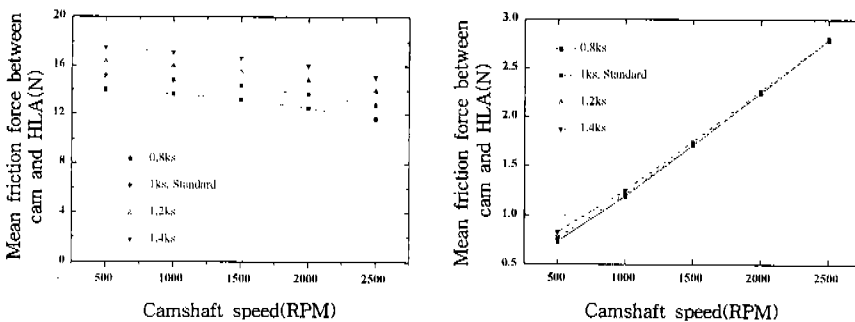 Mean friction force between
cam and HLA(N)
20
16
12
8
4
0
0.8ks
1ks, Standard
1.2ks
1.4ks
500
1000
1500
2000
2500
Camshaft speed(RPM)
Mean friction force between
cam and HLA(N)
3.0
2.5
2.0
1.5
1.0
0.5
0.8ks
1ks, Standard
1.2ks
1.4ks
500
1000
1500
2000
2500
Camshaft speed(RPM)